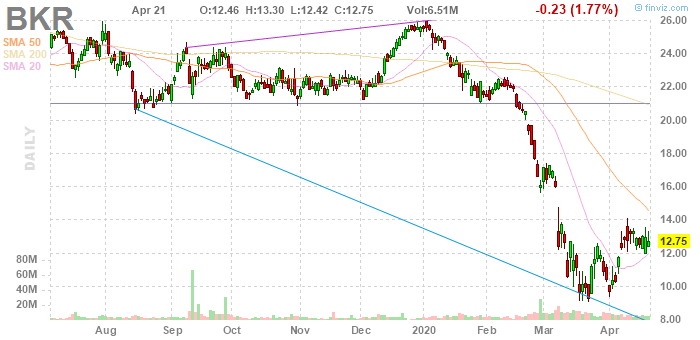 BKR
Apr 21 O:12.46 H:13.30 L:12.42 C:12.75 Vol:6.51M -0.23 (1.77%)
© finviz.com
SMA 50
SMA 200
SMA 20
DAILY
26.00
24.00
22.00
20.00
18.00
16.00
14.00
12.75
12.00
10.00
8.00
80M
60M
40M
20M
Aug Sep Oct Nov Dec 2020 Feb Mar Apr